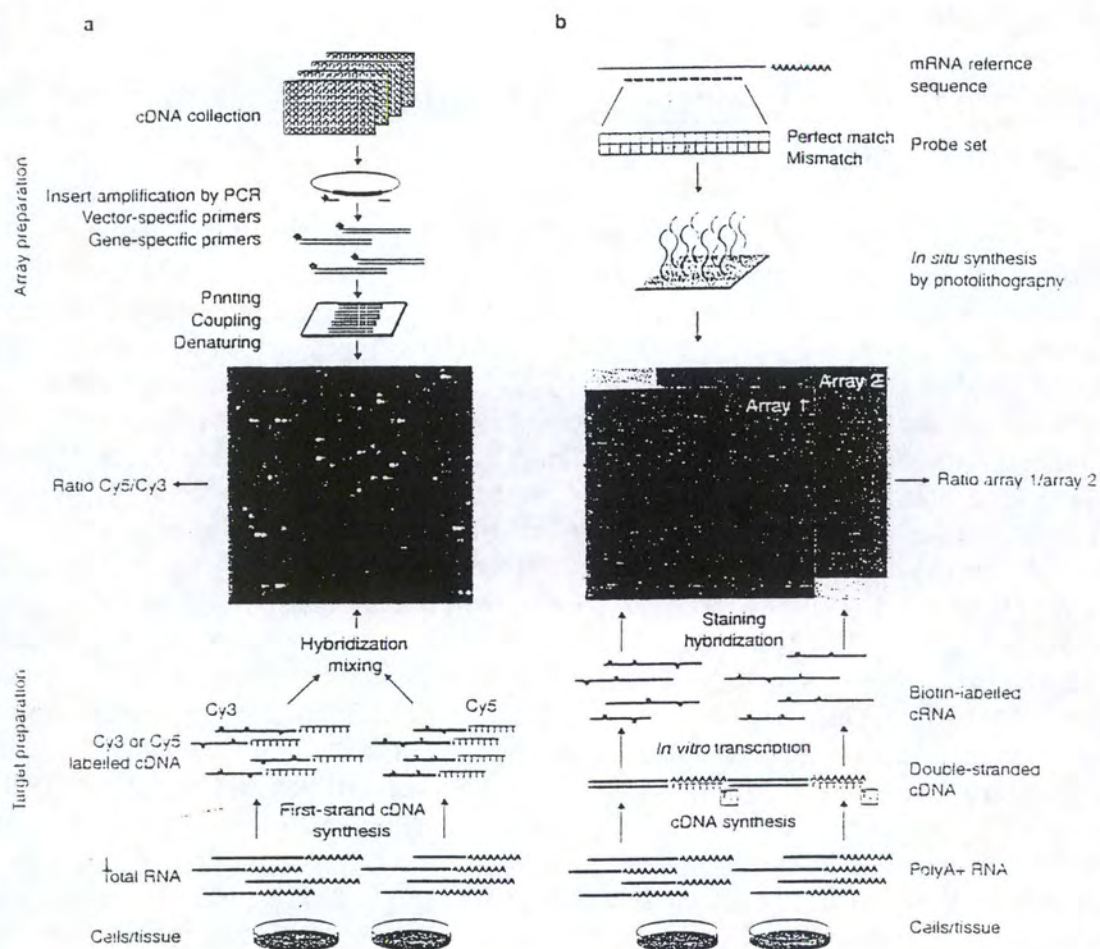 a
cDNA collection
Insert amplification by PCR
Vector-specific primers
Gene-specific primers
Printing
Coupling
Denaturing
Array preparation
Ratio Cy5/Cy3
Hybridization
mixing
Cy3
Cy5
Cy3 or Cy5
labelled cDNA
First-strand cDNA
synthesis
Total RNA
Cells/tissue
Target preparation
b
mRNA refernce
sequence
Perfect match
Mismatch
Probe set
In situ synthesis
by photolithography
Array 2
Array 1
Ratio array 1/array 2
Staining
hybridization
Biotin-labelled
cRNA
In vitro transcription
Double-stranded
cDNA
cDNA synthesis
PolyA+ RNA
Cells/tissue